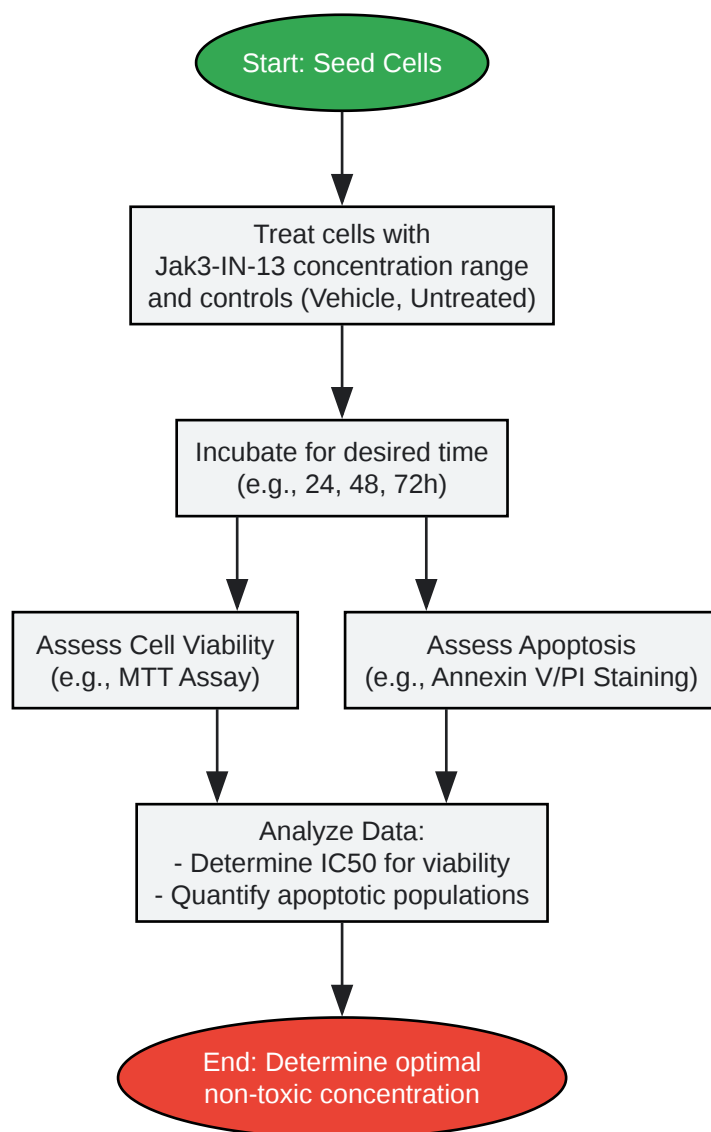 Start: Seed Cells
Treat cells with
Jak3-IN-13 concentration range
and controls (Vehicle, Untreated)
Incubate for desired time
(e.g., 24, 48, 72h)
Assess Cell Viability
(e.g., MTT Assay)
Assess Apoptosis
(e.g., Annexin V/PI Staining)
Analyze Data:
- Determine IC50 for viability
- Quantify apoptotic populations
End: Determine optimal
non-toxic concentration